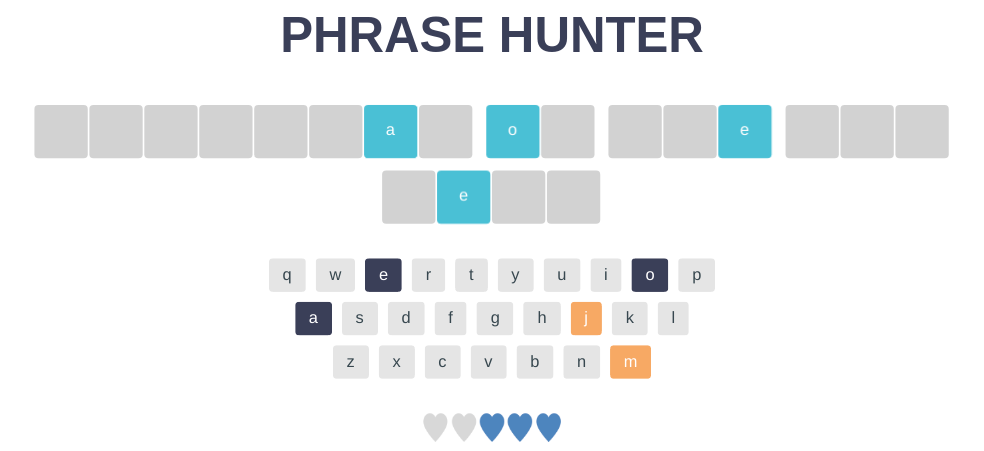 PHRASE HUNTER
a o e
e
q w e r t y u i o p
a s d f g h j k l
z x c v b n m